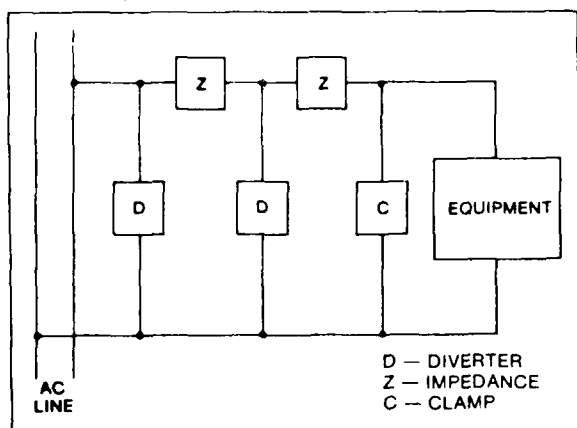 Z
Z
D
D
C
EQUIPMENT
D — DIVERTER
Z — IMPEDANCE
C — CLAMP
AC
LINE